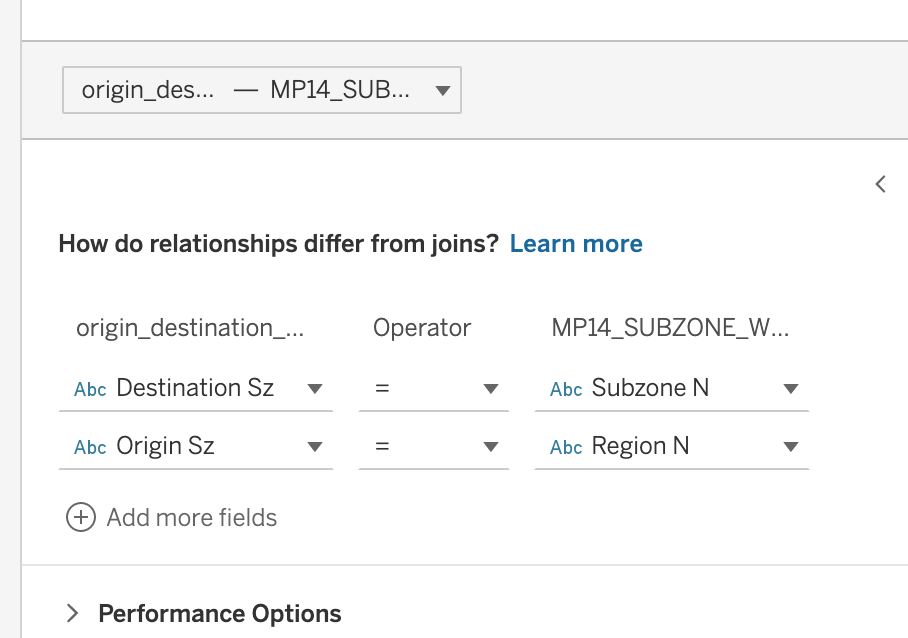 origin_des... — MP14_SUB...
How do relationships differ from joins? Learn more
origin_destination_... Operator MP14_SUBZONE_W...
Abc Destination Sz = Abc Subzone N
Abc Origin Sz = Abc Region N
Add more fields
Performance Options